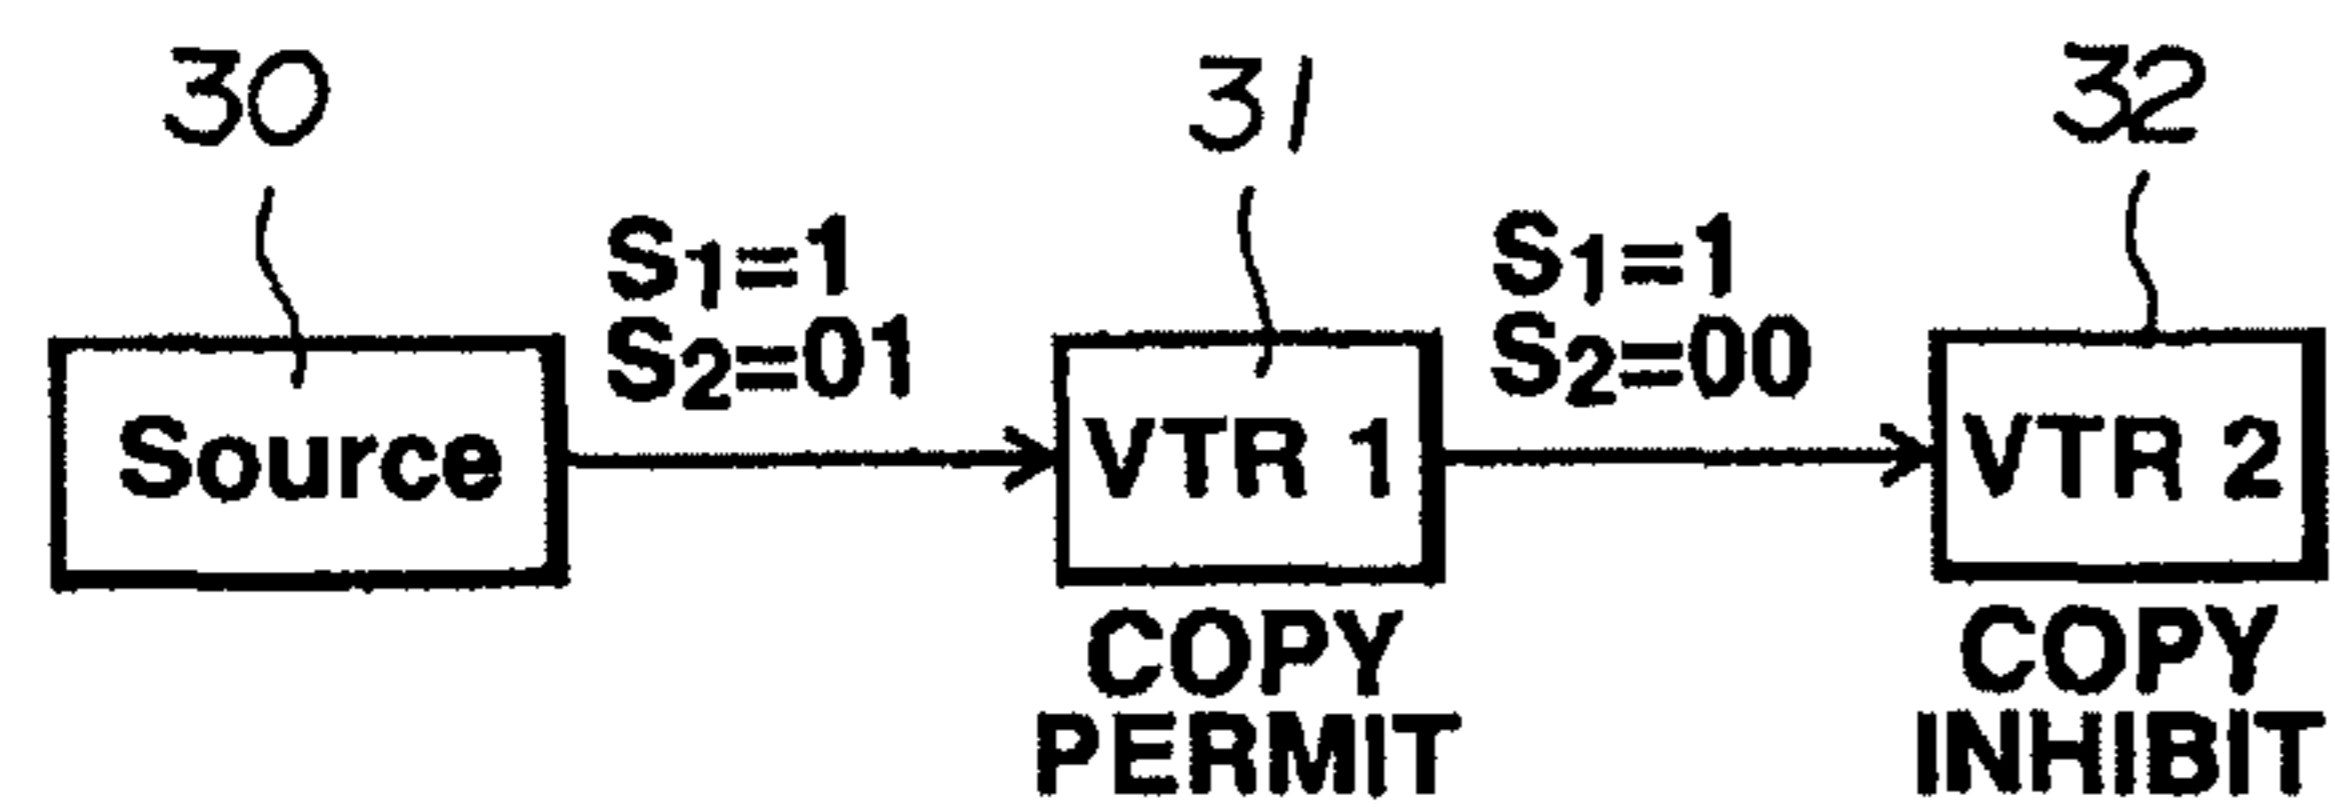 30
31
32
S1=1
S2=01
S1=1
S2=00
Source
VTR 1
VTR 2
COPY
PERMIT
COPY
INHIBIT